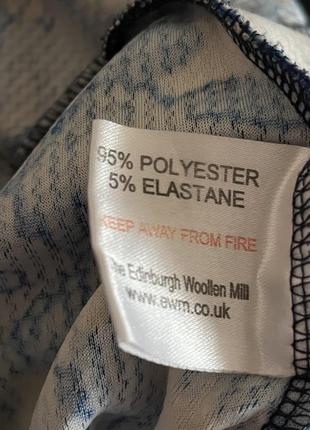 95% POLYESTER
5% ELASTANE
KEEP AWAY FROM FIRE
The Edinburgh Woollen Mill
www.ewm.co.uk